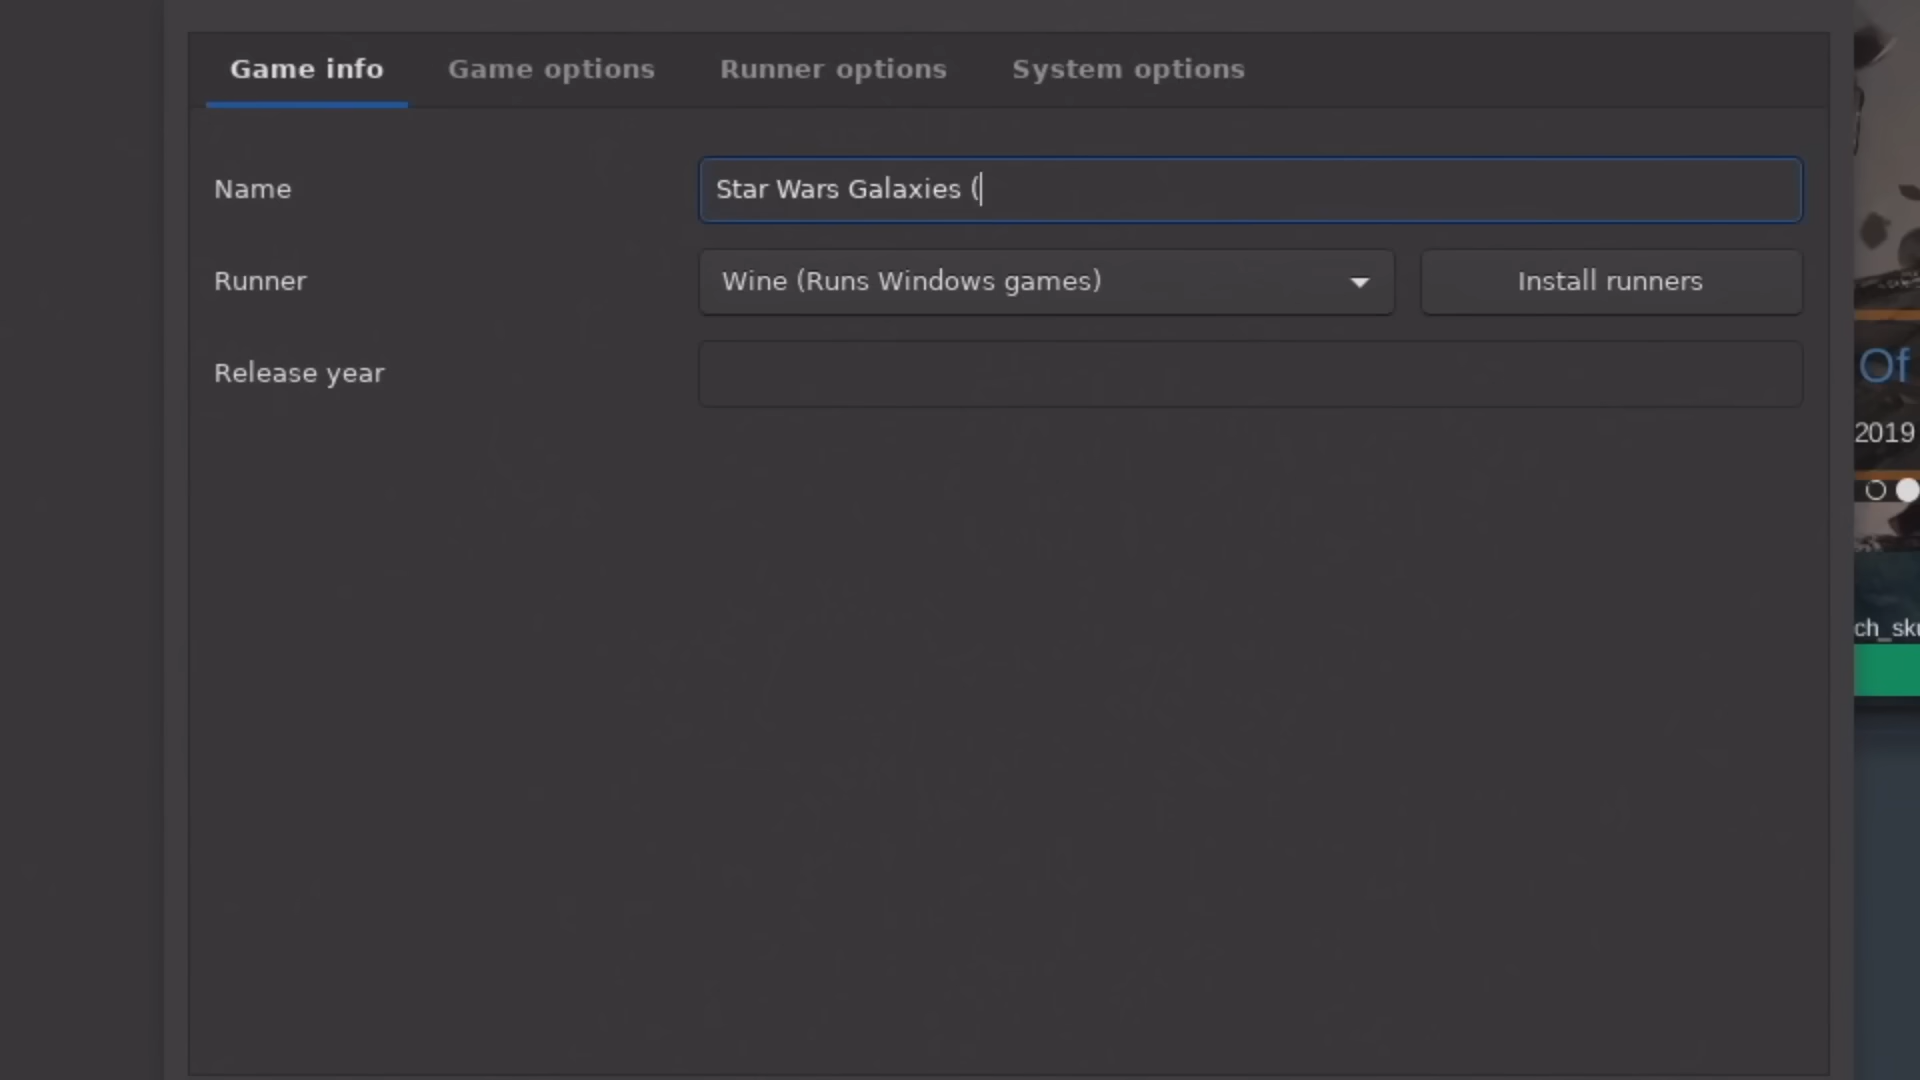 Game info Game options Runner options System options
Name Star Wars Galaxies (
Runner Wine (Runs Windows games) Install runners
Release year
Of
2019